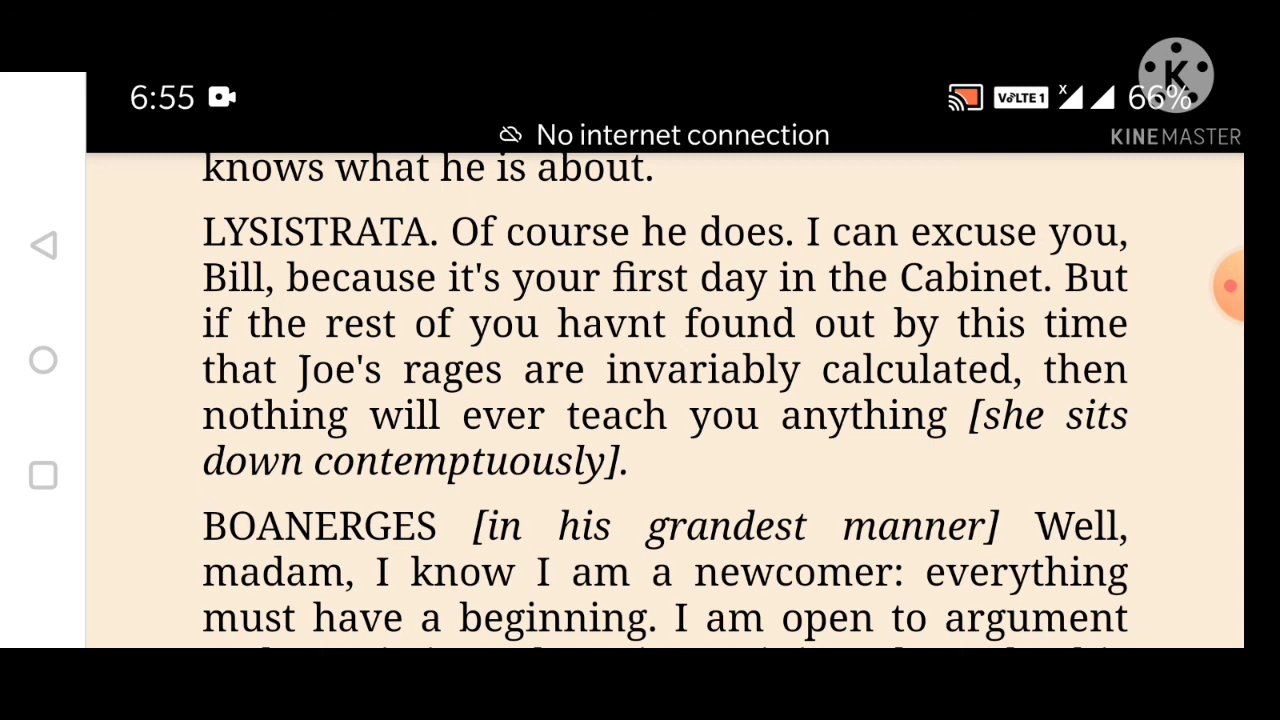 6:55
VoLTE 1 x 66%
K
No internet connection
KINEMASTER
knows what he is about.
LYSISTRATA. Of course he does. I can excuse you,
Bill, because it's your first day in the Cabinet. But
if the rest of you havnt found out by this time
that Joe's rages are invariably calculated, then
nothing will ever teach you anything [she sits
down contemptuously].
BOANERGES [in his grandest manner] Well,
madam, I know I am a newcomer: everything
must have a beginning. I am open to argument